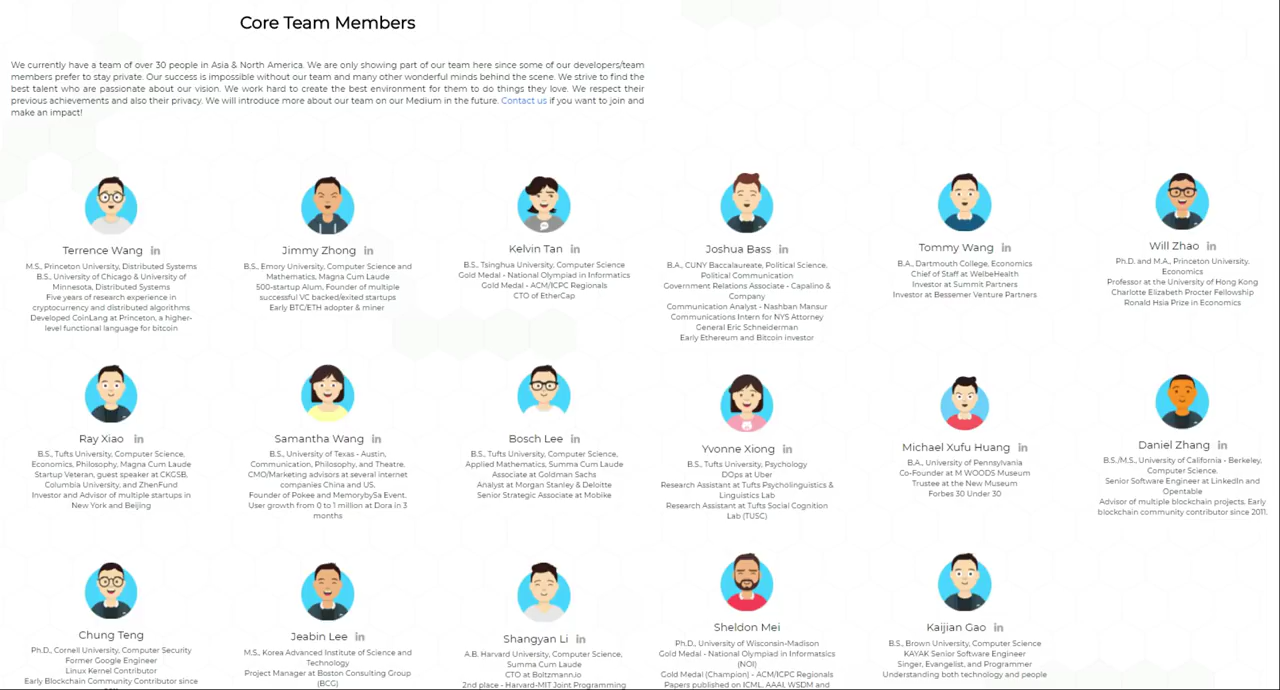 Core Team Members
We currently have a team of over 30 people in Asia & North America. We are only showing part of our team here since some of our developers/team
members prefer to stay private. Our success is impossible without our team and many other wonderful minds behind the scene. We strive to find the
best talent who are passionate about our vision. We work hard to create the best environment for them to do things they love. We respect their
previous achievements and also their privacy. We will introduce more about our team on our Medium in the future. Contact us if you want to join and
make an impact!
Terrence Wang in
M.S., Princeton University, Distributed Systems
B.S., University of Chicago & University of
Minnesota, Distributed Systems
Five years of research experience in
cryptocurrency and distributed algorithms
Developed CoinLang at Princeton, a higher-
level functional language for bitcoin
Jimmy Zhong in
B.S., Emory University, Computer Science and
Mathematics, Magna Cum Laude
500-startup Alum, Founder of multiple
successful VC backed/exited startups
Early BTC/ETH adopter & miner
Kelvin Tan in
B.S., Tsinghua University, Computer Science
Gold Medal - National Olympiad in Informatics
Gold Medal - ACM/ICPC Regionals
CTO of EtherCap
Joshua Bass in
B.A., CUNY Baccalaureate, Political Science,
Political Communication
Government Relations Associate - Capalino &
Company
Communication Analyst - Nashban Mansur
Communications Intern for NYS Attorney
General Eric Schneiderman
Early Ethereum and Bitcoin investor
Tommy Wang in
B.A., Dartmouth College, Economics
Chief of Staff at WelbeHealth
Investor at Summit Partners
Investor at Bessemer Venture Partners
Will Zhao in
Ph.D. and M.A., Princeton University,
Economics
Professor at the University of Hong Kong
Charlotte Elizabeth Procter Fellowship
Ronald Hsia Prize in Economics
Ray Xiao in
B.S., Tufts University, Computer Science,
Economics, Philosophy, Magna Cum Laude
Startup Veteran, guest speaker at CKGSB,
Columbia University, and ZhenFund
Investor and Advisor of multiple startups in
New York and Beijing
Samantha Wang in
B.S., University of Texas - Austin,
Communication, Philosophy, and Theatre.
CMO/Marketing advisors at several internet
companies China and US.
Founder of Pokee and MemorybySa Event.
User growth from 0 to 1 million at Dora in 3
months
Bosch Lee in
B.S., Tufts University, Computer Science,
Applied Mathematics, Summa Cum Laude
Associate at Goldman Sachs
Analyst at Morgan Stanley & Deloitte
Senior Strategic Associate at Mobike
Yvonne Xiong in
B.S., Tufts University, Psychology
DOps at Uber
Research Assistant at Tufts Psycholinguistics &
Linguistics Lab
Research Assistant at Tufts Social Cognition
Lab (TUSC)
Michael Xufu Huang in
B.A., University of Pennsylvania
Co-Founder at M WOODS Museum
Trustee at the New Museum
Forbes 30 Under 30
Daniel Zhang in
B.S./M.S., University of California - Berkeley,
Computer Science.
Senior Software Engineer at LinkedIn and
Opentable
Advisor of multiple blockchain projects. Early
blockchain community contributor since 2011.
Chung Teng
Ph.D., Cornell University, Computer Security
Former Google Engineer
Linux Kernel Contributor
Early Blockchain Community Contributor since
Jeabin Lee in
M.S., Korea Advanced Institute of Science and
Technology
Project Manager at Boston Consulting Group
(BCG)
Shangyan Li in
A.B. Harvard University, Computer Science,
Summa Cum Laude
CTO at Boltzmann.io
2nd place - Harvard-MIT Joint Programming
Sheldon Mei
Ph.D., University of Wisconsin-Madison
Gold Medal - National Olympiad in Informatsics
(NOI)
Gold Medal (Champion) - ACM/ICPC Regionals
Papers published on ICML, AAAI, WSDM and
Kaijian Gao in
B.S., Brown University, Computer Science
KAYAK Senior Software Engineer
Singer, Evangelist, and Programmer
Understanding both technology and people